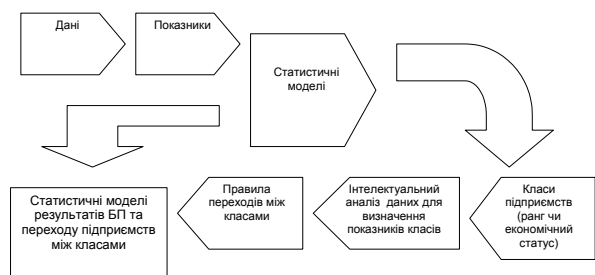 Дані
Показники
Статистичні
моделі
Статистичні моделі
результатів БП та
переходу підприємств
між класами
Правила
переходів між
класами
Інтелектуальний
аналіз даних для
визначення
показників класів
Класи
підприємств
(ранг чи
економічний
статус)